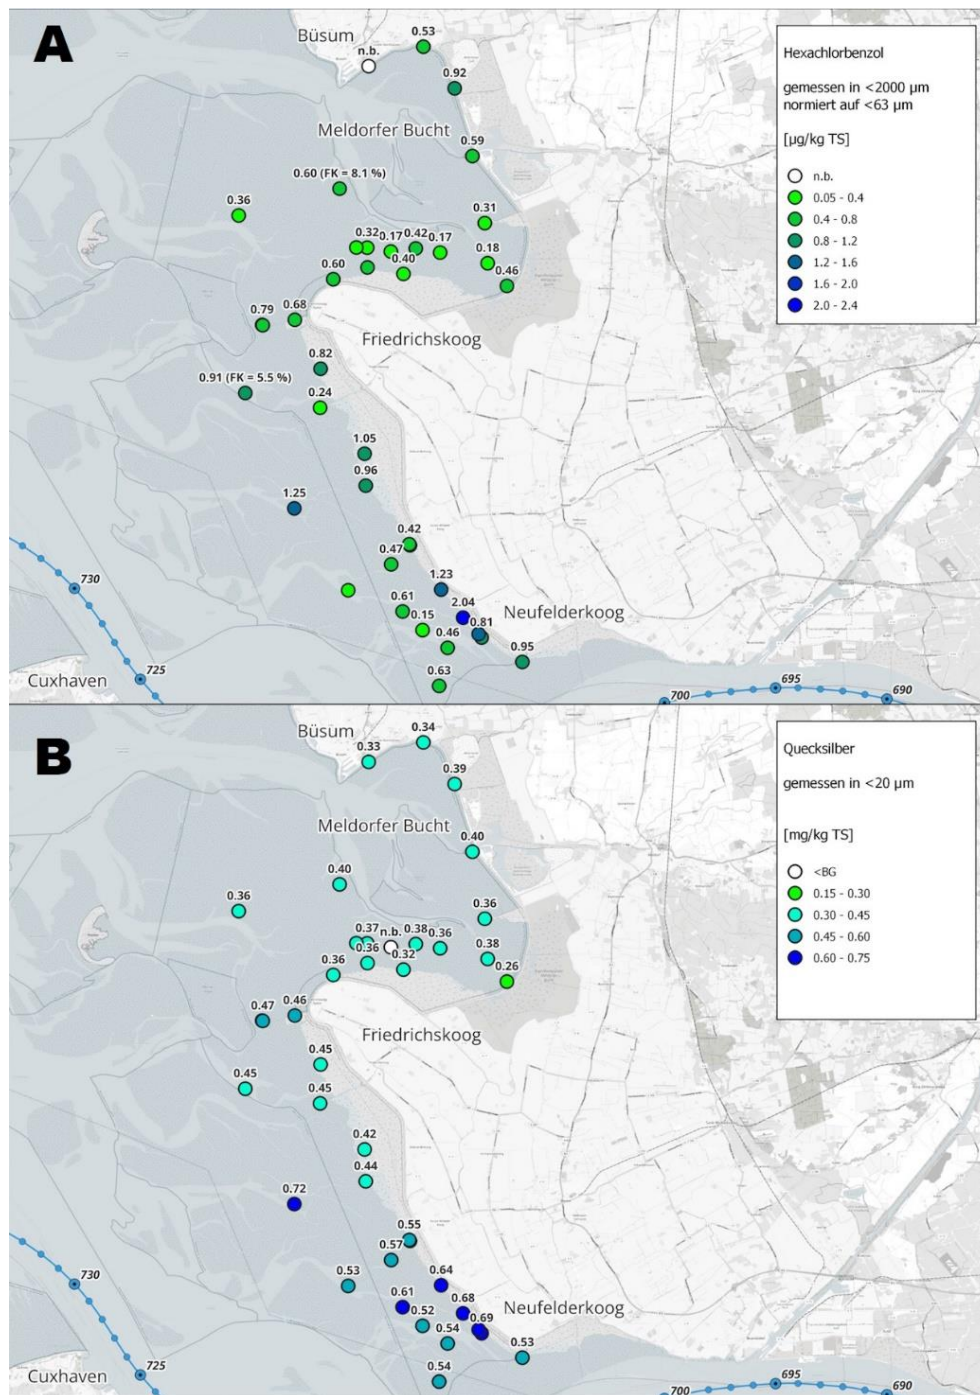 A
Büsum
n.b.
0.53
0.92
Meldorfer Bucht
0.59
0.60 (FK = 8.1 %)
0.36
0.31
0.32
0.17
0.42
0.17
0.40
0.18
0.60
0.46
0.79
0.68
Friedrichskoog
0.82
0.91 (FK = 5.5 %)
0.24
1.05
0.96
1.25
0.42
0.47
1.23
730
0.61
2.04
Neufelderkoog
0.15
0.81
0.46
0.95
0.63
Cuxhaven
725
700
695
690
Hexachlorbenzol
gemessen in <2000 µm
normiert auf <63 µm
[µg/kg TS]
n.b.
0.05 - 0.4
0.4 - 0.8
0.8 - 1.2
1.2 - 1.6
1.6 - 2.0
2.0 - 2.4
B
Büsum
0.33
0.34
0.39
Meldorfer Bucht
0.40
0.40
0.36
0.36
0.37
n.b.
0.38
0.36
0.36
0.32
0.38
0.36
0.26
0.47
0.46
Friedrichskoog
0.45
0.45
0.45
0.42
0.44
0.72
0.55
0.57
0.53
0.64
730
0.61
0.68
Neufelderkoog
0.52
0.69
0.54
0.53
0.54
Cuxhaven
725
700
695
690
Quecksilber
gemessen in <20 µm
[mg/kg TS]
<BG
0.15 - 0.30
0.30 - 0.45
0.45 - 0.60
0.60 - 0.75